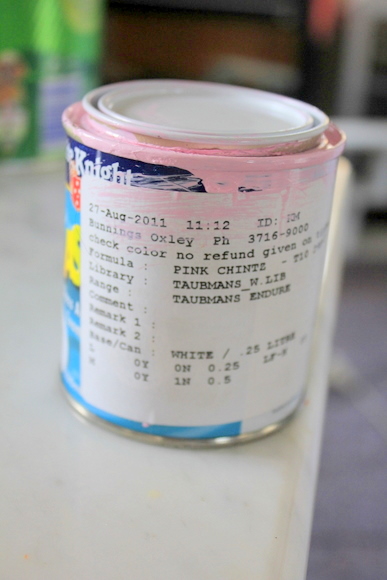 Knight
27-Aug-2011 11:12 ID:
Bunnings Oxley Ph 3716-9000
check color no refund given on
Formula : PINK CHINTZ - T10
Library : TAUBMANS_W.LIB
Range : TAUBMANS ENDURE
Comment :
Remark 1 :
Remark 2 :
Base/Can : WHITE / .25 LITRE
L 0Y 0N 0.25
M 0Y 1N 0.5